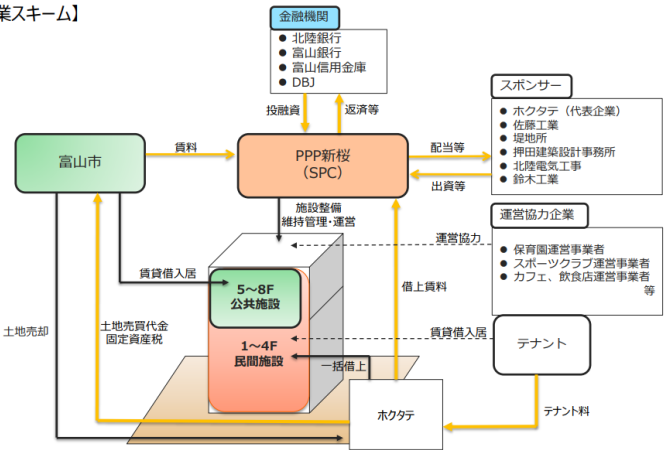 業スキーム】
金融機関
● 北陸銀行
● 富山銀行
● 富山信用金庫
● DBJ
投融資
返済等
スポンサー
● ホクタテ（代表企業）
● 佐藤工業
● 堤地所
● 押田建築設計事務所
● 北陸電気工事
● 鈴木工業
富山市
賃料
PPP新桜
（SPC）
配当等
出資等
施設整備
維持管理・運営
運営協力企業
● 保育園運営事業者
● スポーツクラブ運営事業者
● カフェ、飲食店運営事業者
等
運営協力
賃貸借入居
5～8F
公共施設
借上賃料
土地売却
土地売買代金
固定資産税
1～4F
民間施設
賃貸借入居
テナント
一括借上
ホクタテ
テナント料